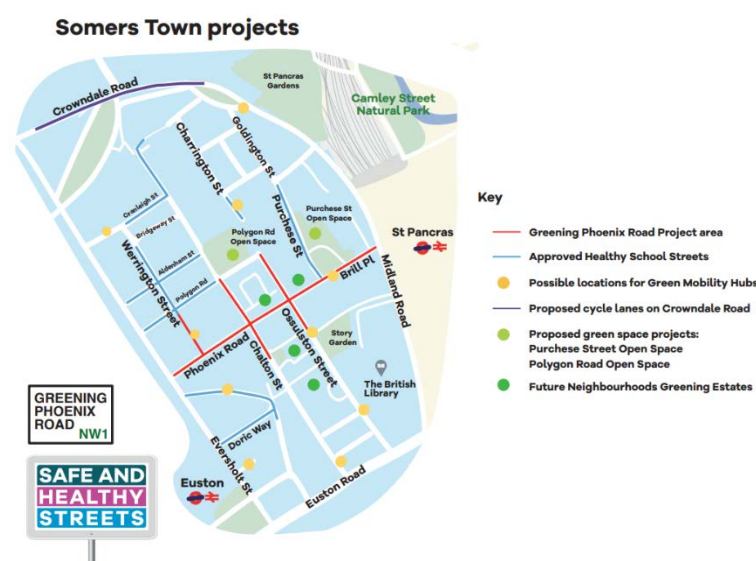 Somers Town projects
Crowndale Road
St Pancras
Gardens
Camley Street
Natural Park
Goldington St
Charrington St
Cranleigh St
Bridgeway St
Purchese St
Purchese St
Open Space
Polygon Rd
Open Space
St Pancras
Werrington Street
Aldenham St
Polygon Rd
Brill Pl
Midland Road
Phoenix Road
Chalton St
Ossulston Street
Story
Garden
The British
Library
Doric Way
Eversholt St
Euston
Euston Road
Key
Greening Phoenix Road Project area
Approved Healthy School Streets
Possible locations for Green Mobility Hubs
Proposed cycle lanes on Crowndale Road
Proposed green space projects:
Purchese Street Open Space
Polygon Road Open Space
Future Neighbourhoods Greening Estates
GREENING
PHOENIX
ROAD NW1
SAFE AND
HEALTHY
STREETS